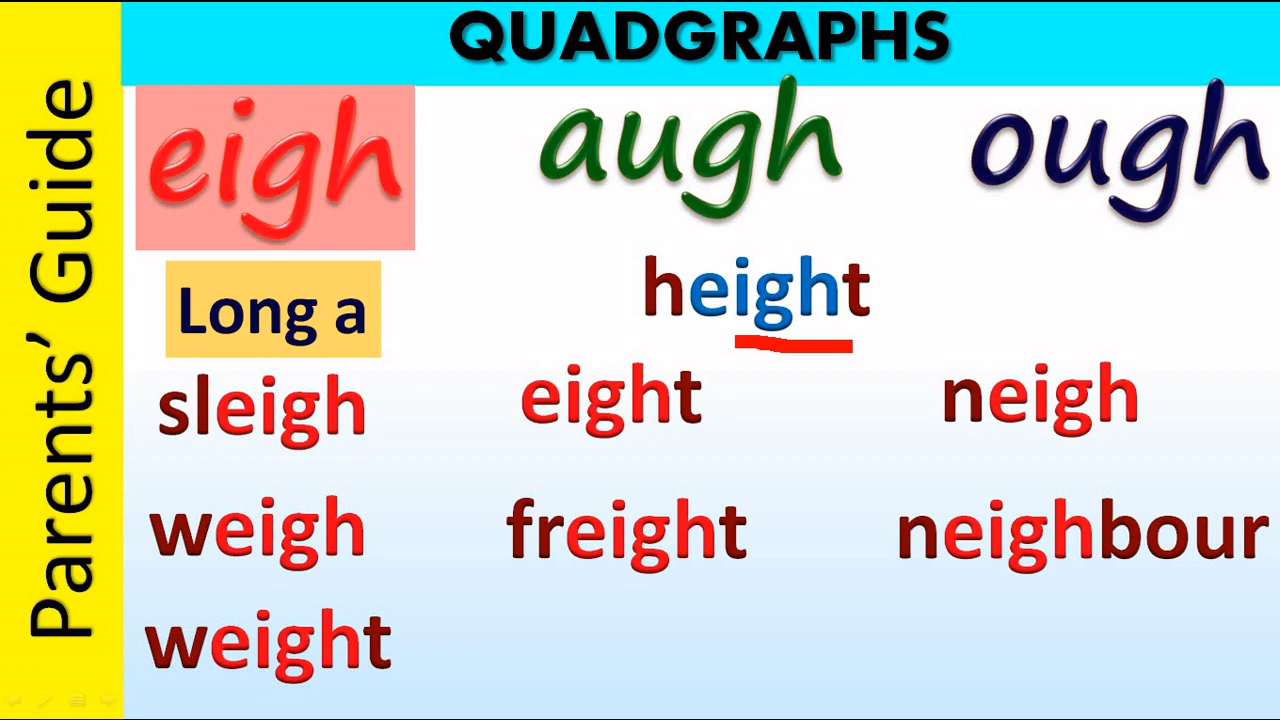 Parents' Guide
QUADGRAPHS
eigh augh ough
Long a
height
sleigh eight neigh
weigh freight neighbour
weight